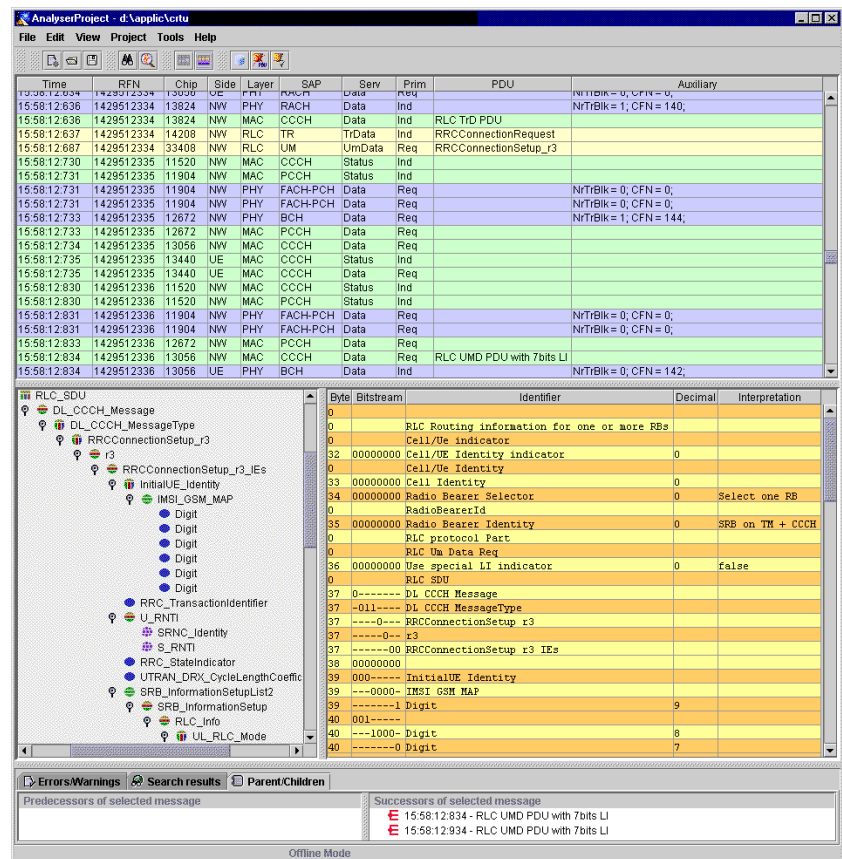 AnalyserProject - d:\applic\crtu
File Edit View Project Tools Help
Time RFN Chip Side Layer SAP Serv Prim PDU Auxiliary
15:58:12:634 1429512334 13056 UE PHY RACH Data Req NrTrBlk = 0; CFN = 0;
15:58:12:636 1429512334 13824 NW PHY RACH Data Ind NrTrBlk = 1; CFN = 140;
15:58:12:636 1429512334 13824 NW MAC CCCH Data Ind RLC TrD PDU
15:58:12:637 1429512334 14208 NW RLC TR TrData Ind RRCConnectionRequest
15:58:12:687 1429512334 33408 NW RLC UM UmData Req RRCConnectionSetup_r3
15:58:12:730 1429512335 11520 NW MAC CCCH Status Ind
15:58:12:731 1429512335 11904 NW MAC PCCH Status Ind
15:58:12:731 1429512335 11904 NW PHY FACH-PCH Data Req NrTrBlk = 0; CFN = 0;
15:58:12:731 1429512335 11904 NW PHY FACH-PCH Data Req NrTrBlk = 0; CFN = 0;
15:58:12:733 1429512335 12672 NW PHY BCH Data Req NrTrBlk = 1; CFN = 144;
15:58:12:733 1429512335 12672 NW MAC PCCH Data Req
15:58:12:734 1429512335 13056 NW MAC CCCH Data Req
15:58:12:735 1429512335 13440 UE MAC CCCH Status Ind
15:58:12:735 1429512335 13440 UE MAC CCCH Data Req
15:58:12:830 1429512336 11520 NW MAC CCCH Status Ind
15:58:12:830 1429512336 11520 NW MAC PCCH Status Ind
15:58:12:831 1429512336 11904 NW PHY FACH-PCH Data Req NrTrBlk = 0; CFN = 0;
15:58:12:831 1429512336 11904 NW PHY FACH-PCH Data Req NrTrBlk = 0; CFN = 0;
15:58:12:833 1429512336 12672 NW MAC PCCH Data Req
15:58:12:834 1429512336 13056 NW MAC CCCH Data Req RLC UMD PDU with 7bits LI
15:58:12:834 1429512336 13056 UE PHY BCH Data Ind NrTrBlk = 0; CFN = 142;
RLC_SDU
DL_CCCH_Message
DL_CCCH_MessageType
RRCConnectionSetup_r3
r3
RRCConnectionSetup_r3_IEs
InitialUE_Identity
IMSI_GSM_MAP
Digit
Digit
Digit
Digit
Digit
Digit
RRC_TransactionIdentifier
U_RNTI
SRNC_Identity
S_RNTI
RRC_StateIndicator
UTRAN_DRX_CycleLengthCoeffic
SRB_InformationSetupList2
SRB_InformationSetup
RLC_Info
UL_RLC_Mode
Byte Bitstream Identifier Decimal Interpretation
0
0 RLC Routing information for one or more RBs
0 Cell/Ue indicator
32 00000000 Cell/UE Identity indicator 0
0 Cell/Ue Identity
33 00000000 Cell Identity 0
34 00000000 Radio Bearer Selector 0 Select one RB
0 RadioBearerId
35 00000000 Radio Bearer Identity 0 SRB on TM + CCCH
0 RLC protocol Part
0 RLC Um Data Req
36 00000000 Use special LI indicator 0 false
0 RLC SDU
37 0------- DL CCCH Message
37 -011---- DL CCCH MessageType
37 ----0--- RRCConnectionSetup r3
37 -----0-- r3
37 ------00 RRCConnectionSetup r3 IEs
38 00000000
39 000----- InitialUE Identity
39 ---0000- IMSI GSM MAP
39 -------1 Digit 9
40 001-----
40 ---1000- Digit 8
40 -------0 Digit 7
Errors/Warnings Search results Parent/Children
Predecessors of selected message
Successors of selected message
15:58:12:834 - RLC UMD PDU with 7bits LI
15:58:12:934 - RLC UMD PDU with 7bits LI
Offline Mode